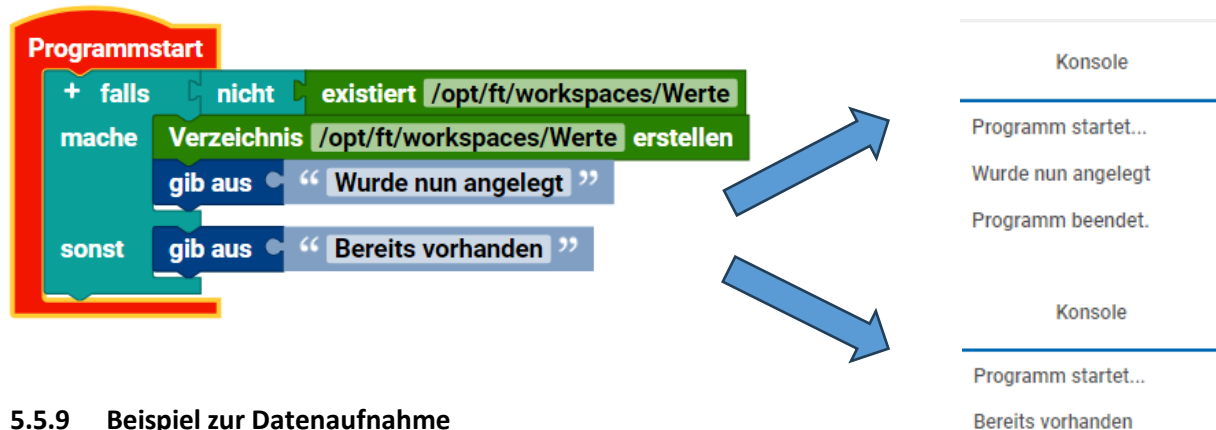 Programmstart
+ falls nicht existiert /opt/ft/workspaces/Werte
mache Verzeichnis /opt/ft/workspaces/Werte erstellen
gib aus “ Wurde nun angelegt ”
sonst gib aus “ Bereits vorhanden ”
Konsole
Programm startet...
Wurde nun angelegt
Programm beendet.
Konsole
Programm startet...
Bereits vorhanden
5.5.9 Beispiel zur Datenaufnahme